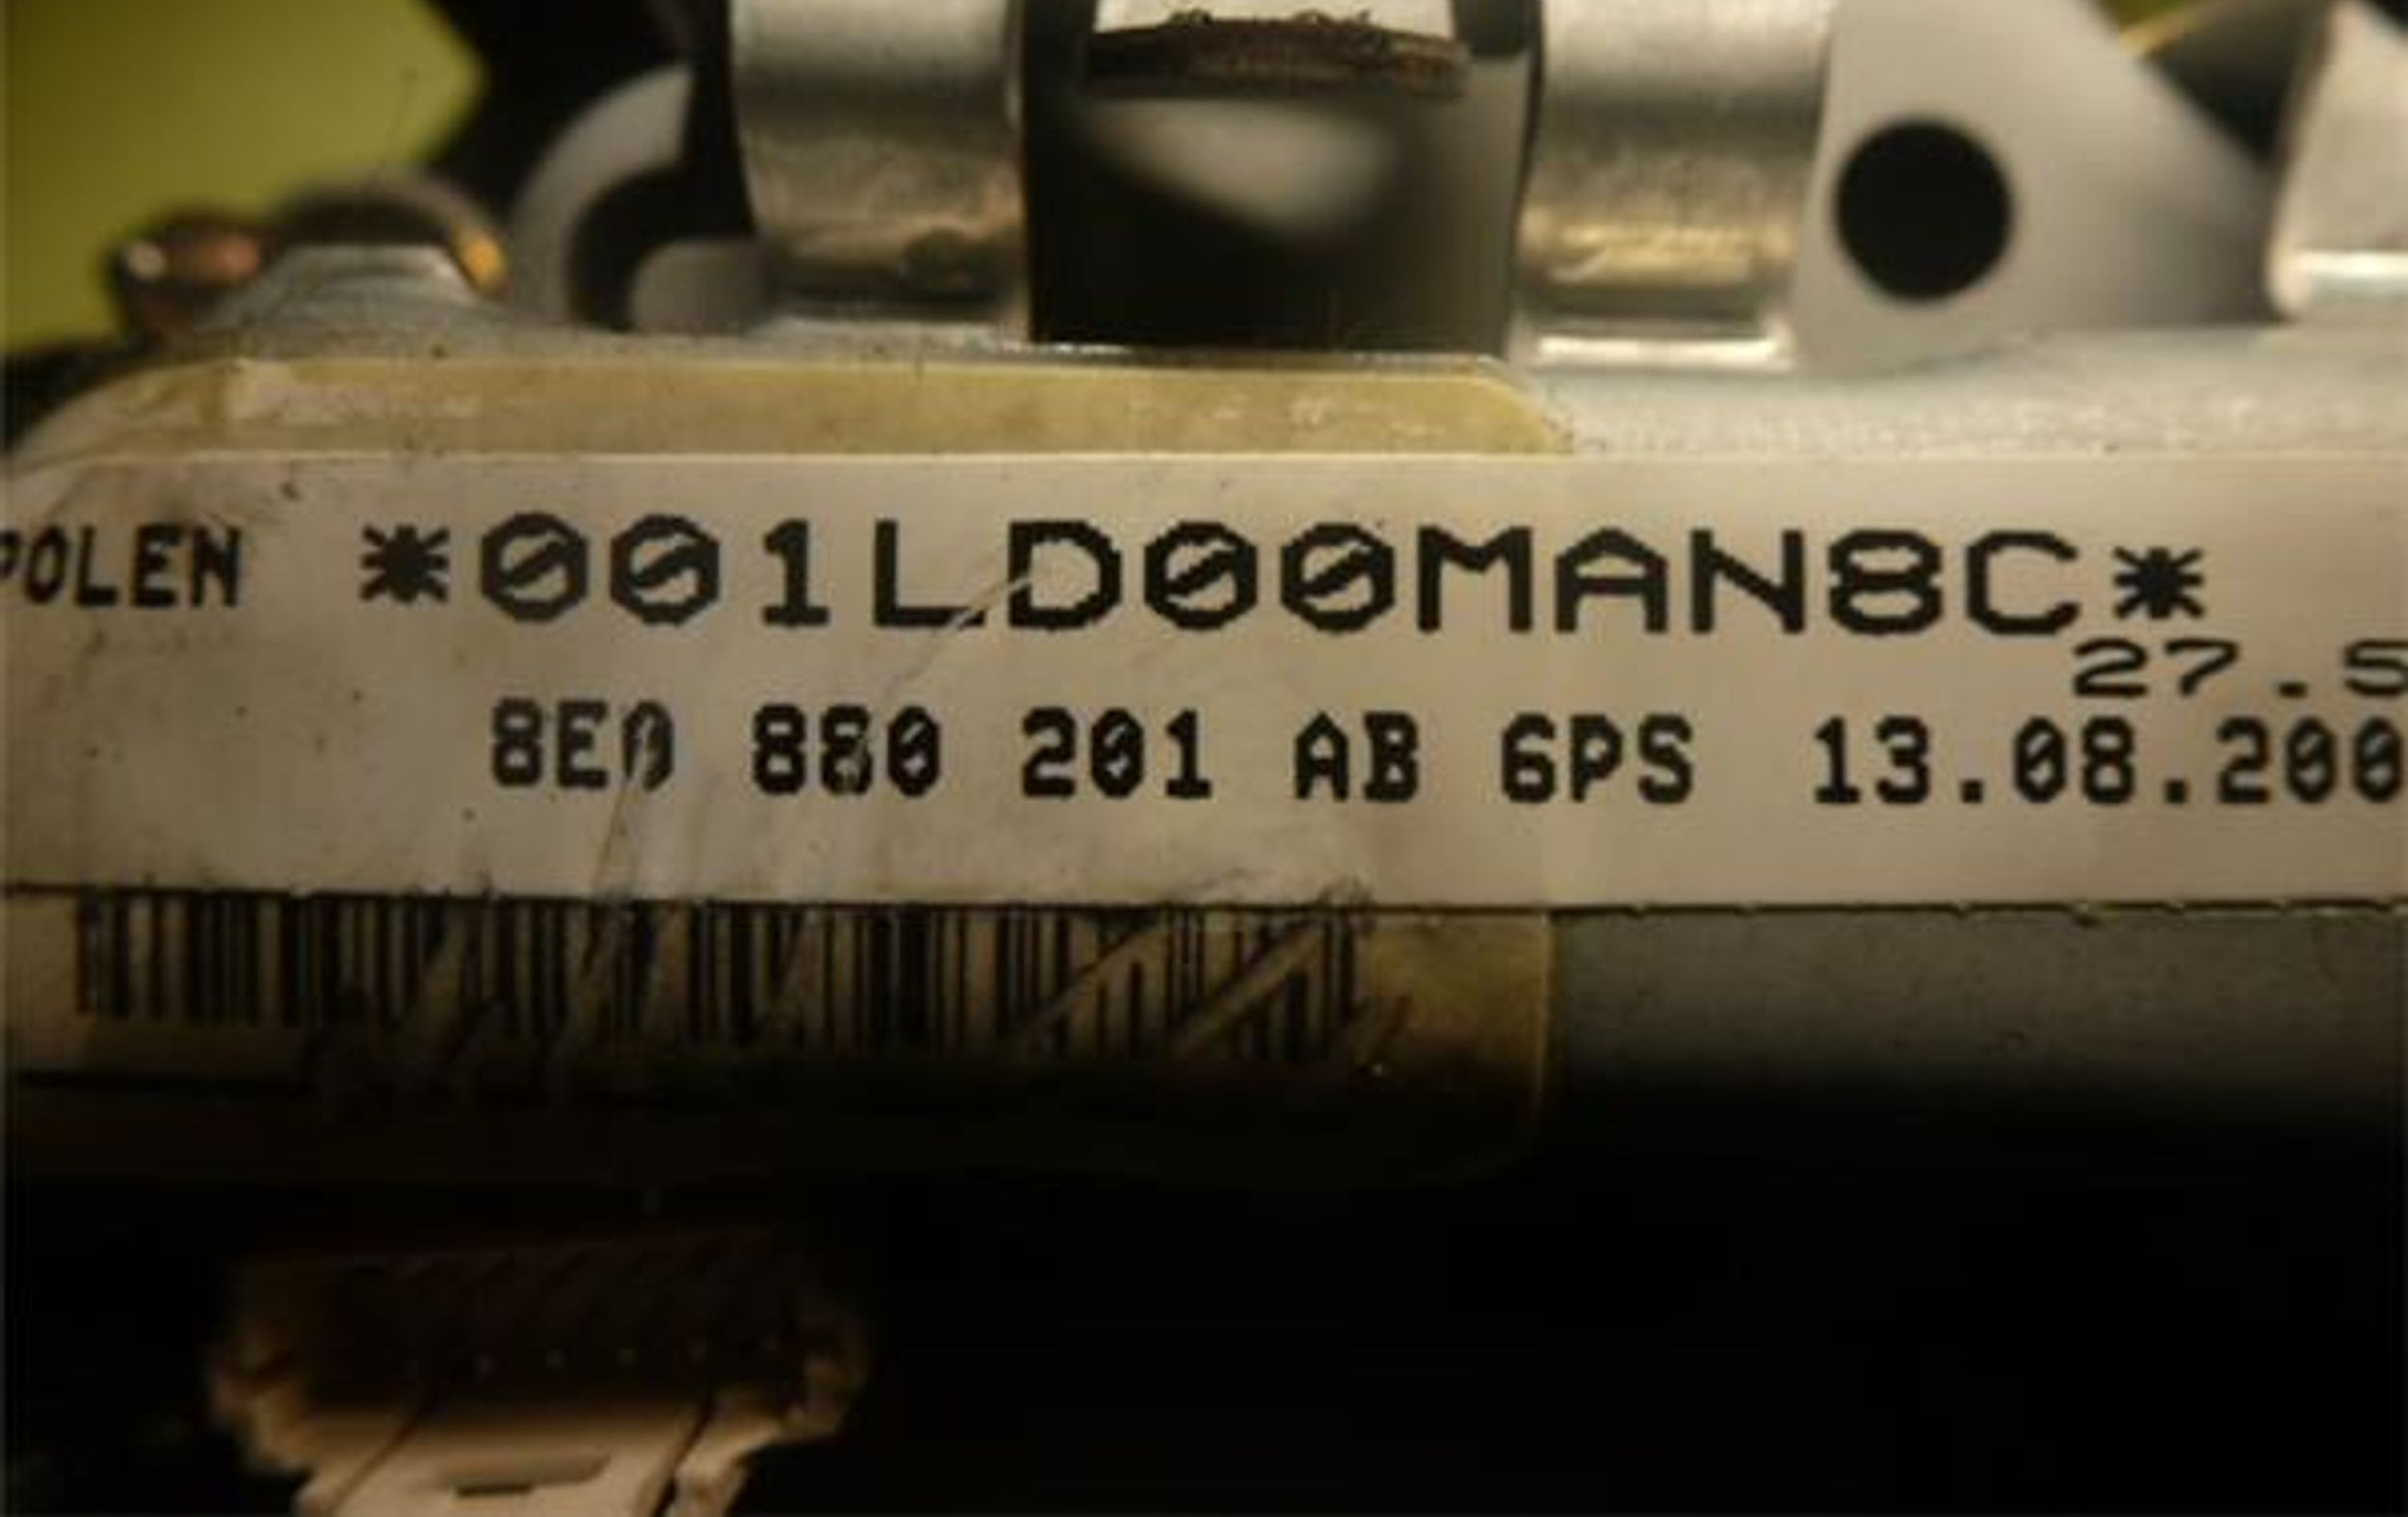 POLEN *001LD00MAN8C*
27.5
8E0 880 201 AB 6PS 13.08.200